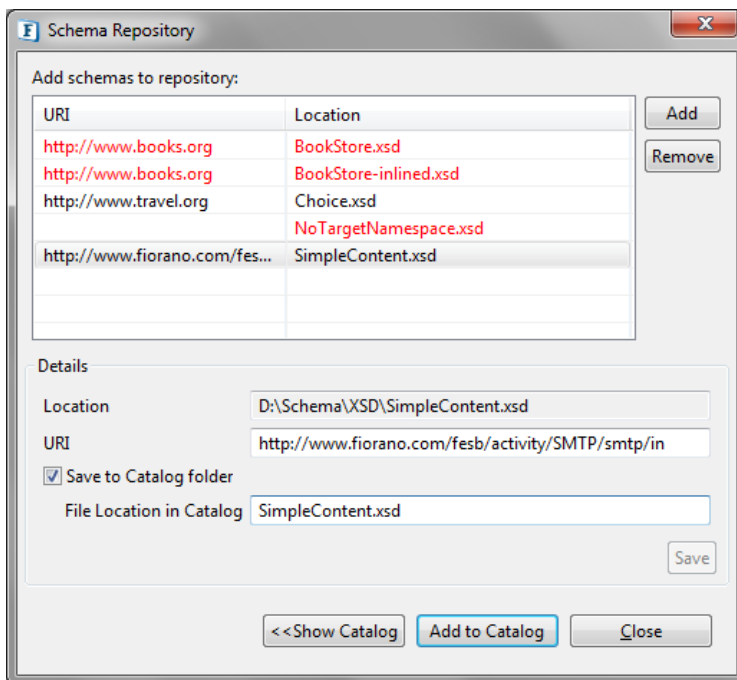 F Schema Repository
Add schemas to repository:
URI Location
http://www.books.org BookStore.xsd
http://www.books.org BookStore-inlined.xsd
http://www.travel.org Choice.xsd
NoTargetNamespace.xsd
http://www.fiorano.com/fes... SimpleContent.xsd
Add
Remove
Details
Location D:\Schema\XSD\SimpleContent.xsd
URI http://www.fiorano.com/fesb/activity/SMTP/smtp/in
Save to Catalog folder
File Location in Catalog SimpleContent.xsd
Save
<<Show Catalog Add to Catalog Close